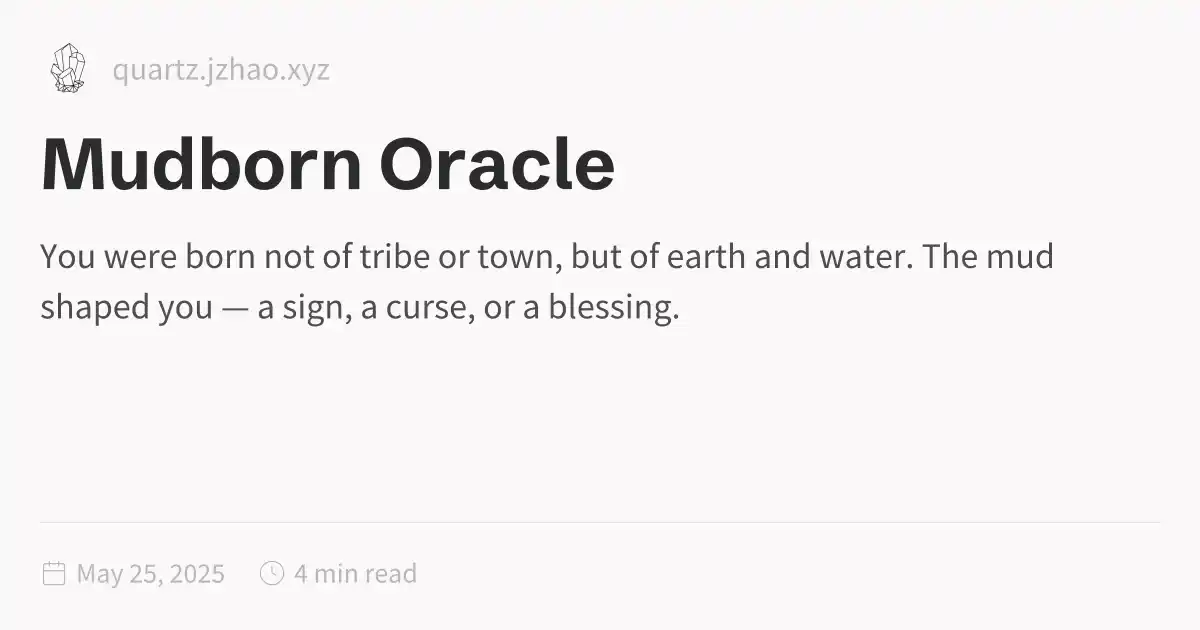 quartz.jzhao.xyz
Mudborn Oracle
You were born not of tribe or town, but of earth and water. The mud
shaped you — a sign, a curse, or a blessing.
May 25, 2025 4 min read